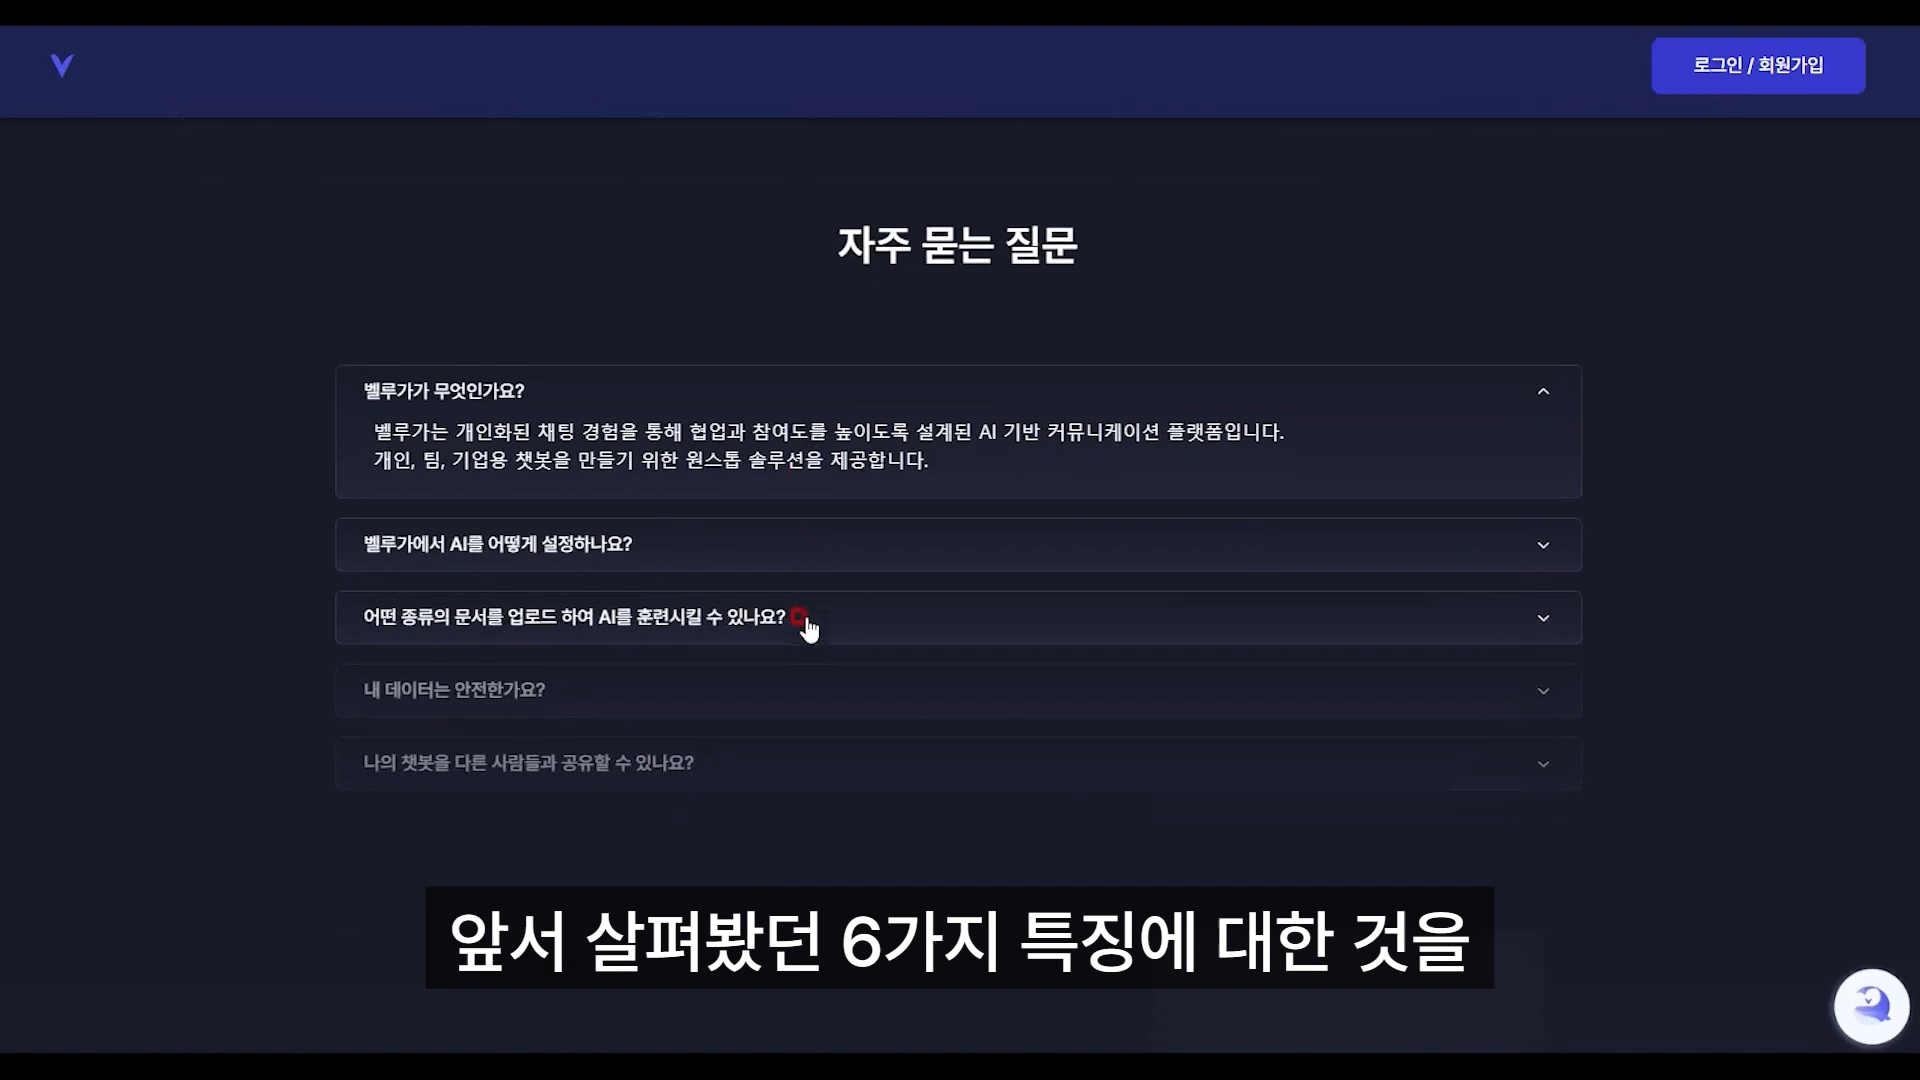 로그인 / 회원가입
자주 묻는 질문
벨루가가 무엇인가요?
벨루가는 개인화된 채팅 경험을 통해 협업과 참여도를 높이도록 설계된 AI 기반 커뮤니케이션 플랫폼입니다.
개인, 팀, 기업용 챗봇을 만들기 위한 원스톱 솔루션을 제공합니다.
벨루가에서 AI를 어떻게 설정하나요?
어떤 종류의 문서를 업로드 하여 AI를 훈련시킬 수 있나요?
내 데이터는 안전한가요?
나의 챗봇을 다른 사람들과 공유할 수 있나요?
앞서 살펴봤던 6가지 특징에 대한 것을